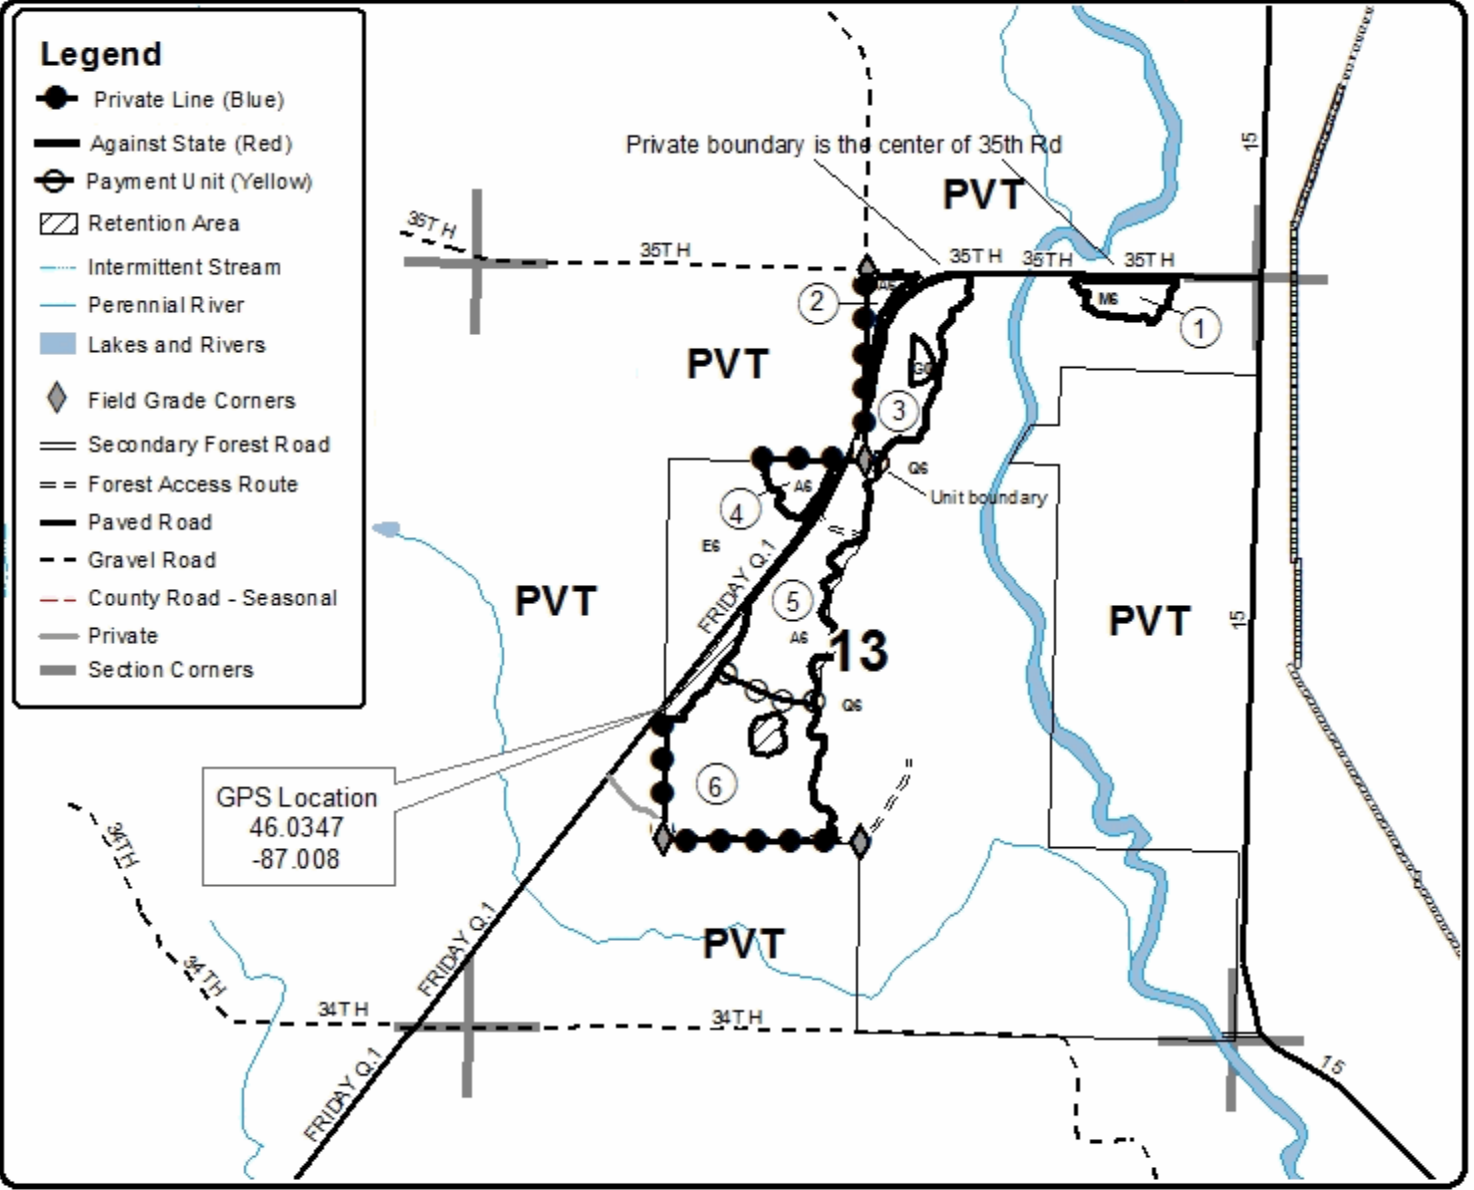 Legend
Private Line (Blue)
Against State (Red)
Payment Unit (Yellow)
Retention Area
Intermittent Stream
Perennial River
Lakes and Rivers
Field Grade Corners
Secondary Forest Road
Forest Access Route
Paved Road
Gravel Road
County Road - Seasonal
Private
Section Corners
15
Private boundary is the center of 35th Rd
PVT
35TH
35TH
35TH
35TH
35TH
A6
M6
2
1
PVT
G0
3
Q6
A6
Unit boundary
4
E6
FRIDAY Q.1
PVT
5
A6
13
PVT
15
Q6
6
GPS Location
46.0347
-87.008
34TH
FRIDAY Q.1
PVT
34TH
34TH
34TH
FRIDAY Q.1
15